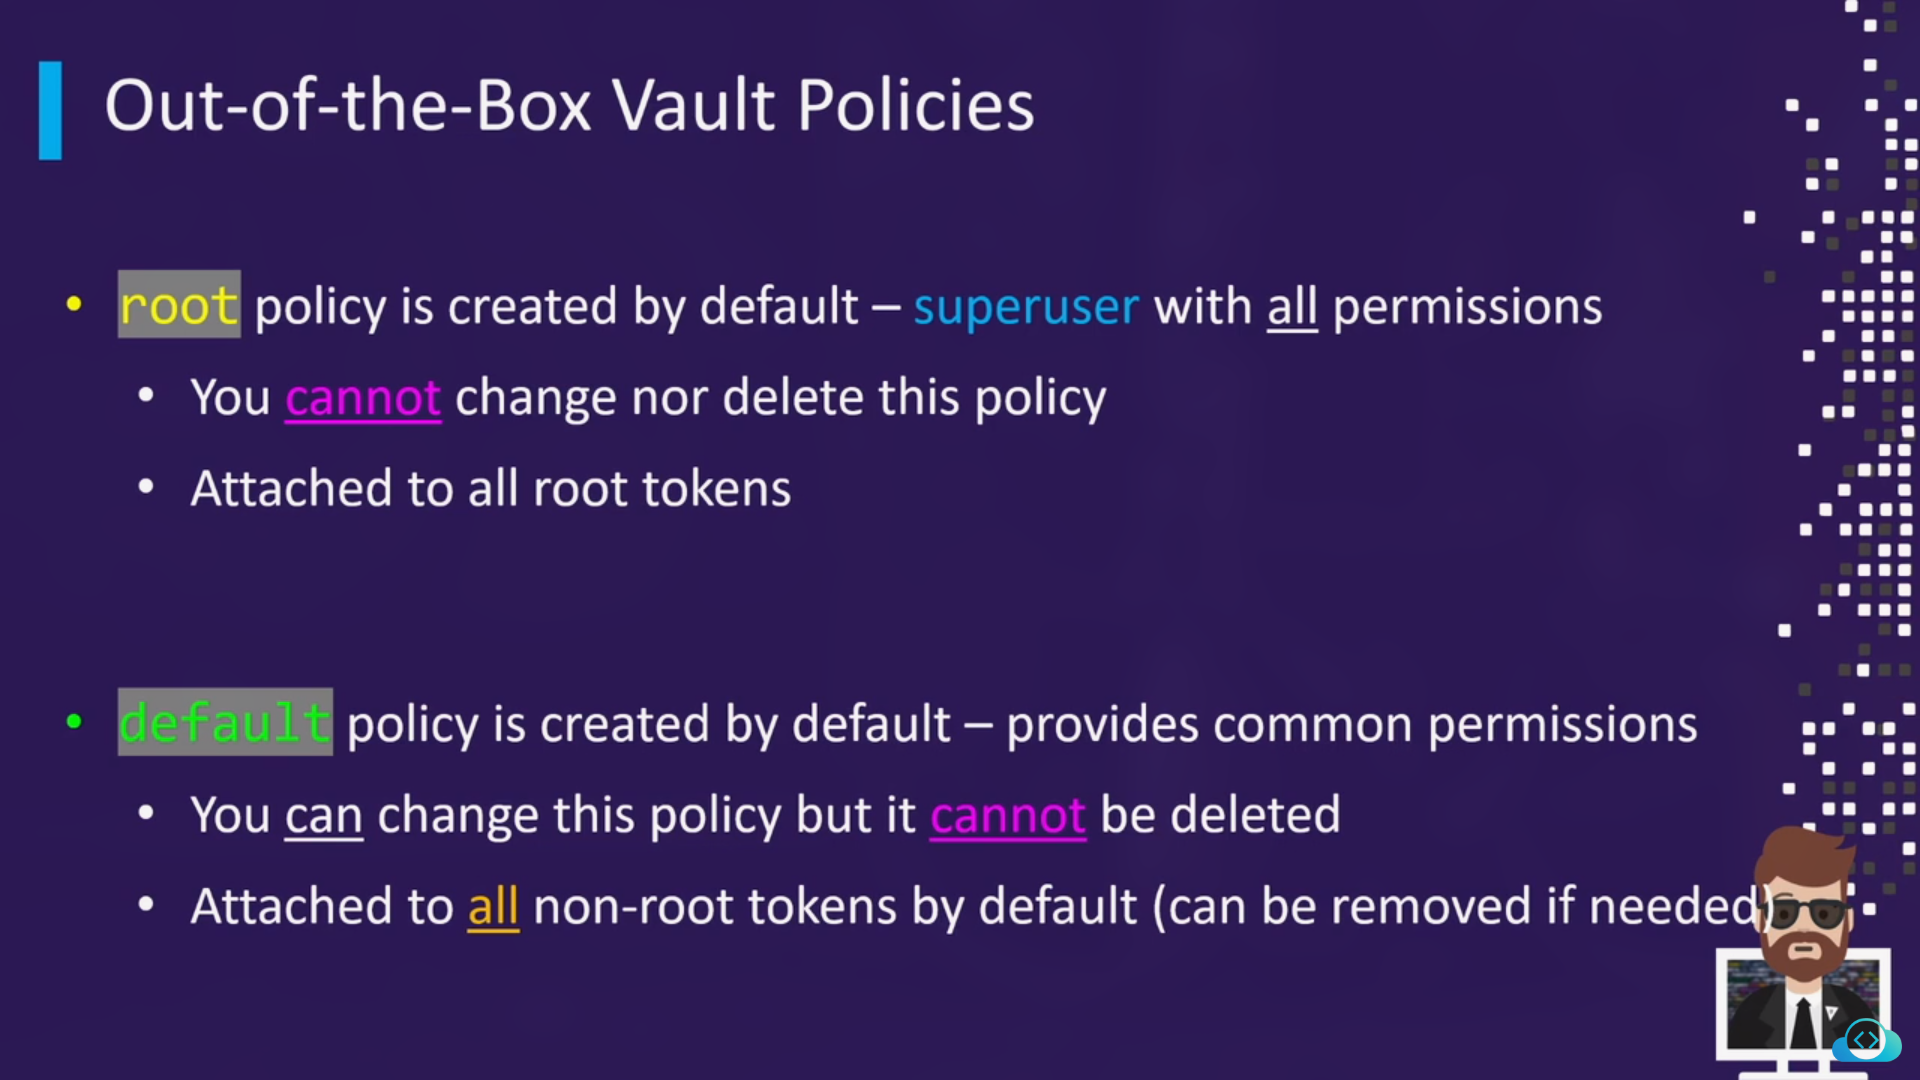 Out-of-the-Box Vault Policies
• root policy is created by default – superuser with all permissions
• You cannot change nor delete this policy
• Attached to all root tokens
• default policy is created by default – provides common permissions
• You can change this policy but it cannot be deleted
• Attached to all non-root tokens by default (can be removed if needed)